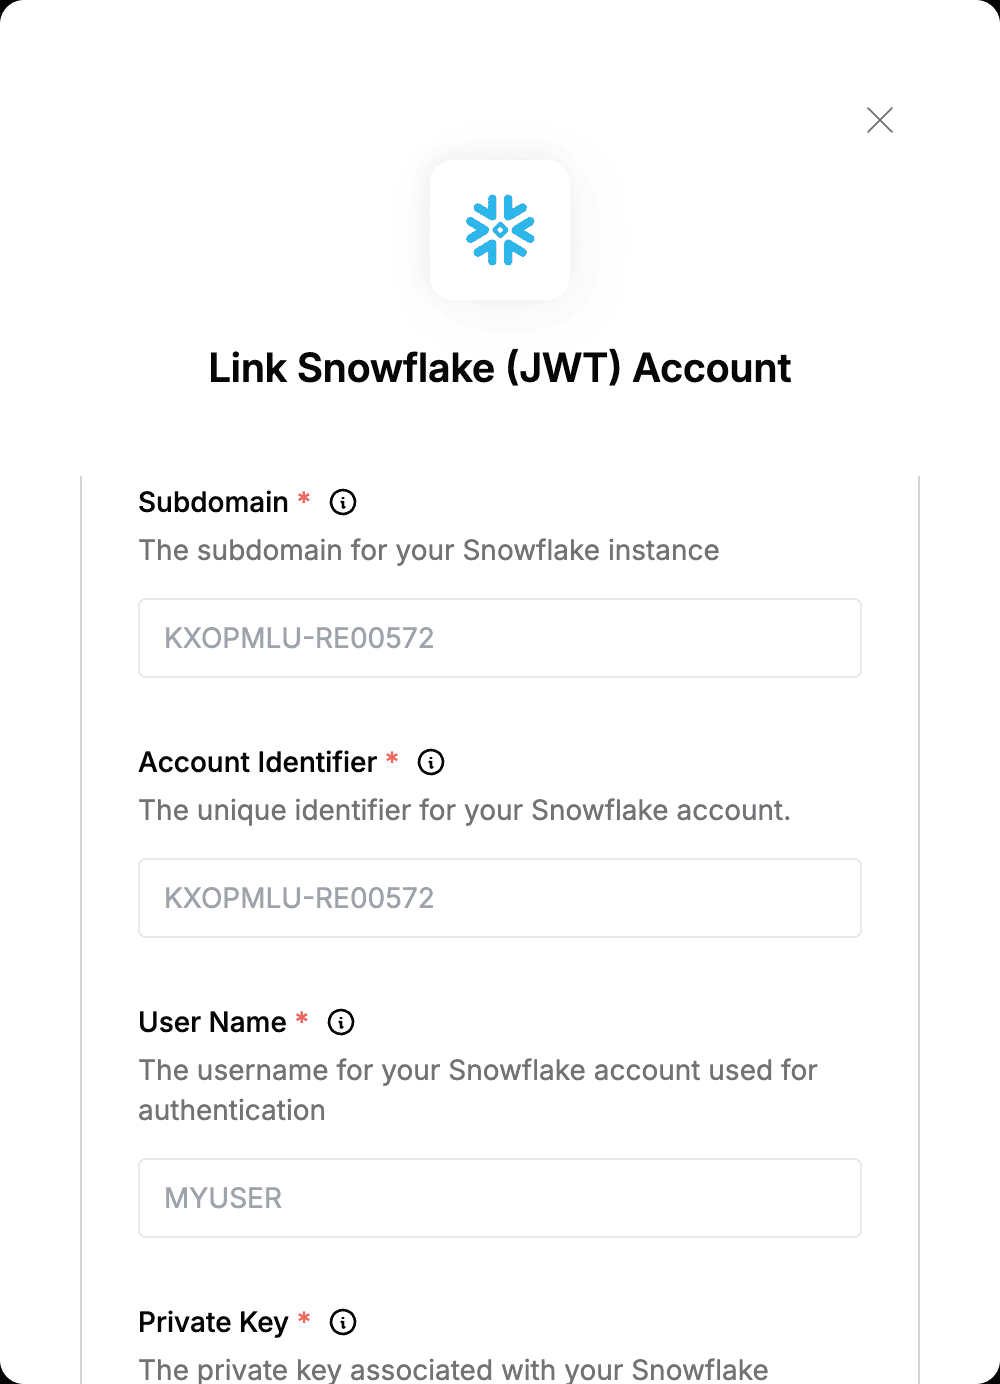 Link Snowflake (JWT) Account
Subdomain *
The subdomain for your Snowflake instance
KXOPMLU-RE00572
Account Identifier *
The unique identifier for your Snowflake account.
KXOPMLU-RE00572
User Name *
The username for your Snowflake account used for
authentication
MYUSER
Private Key *
The private key associated with your Snowflake